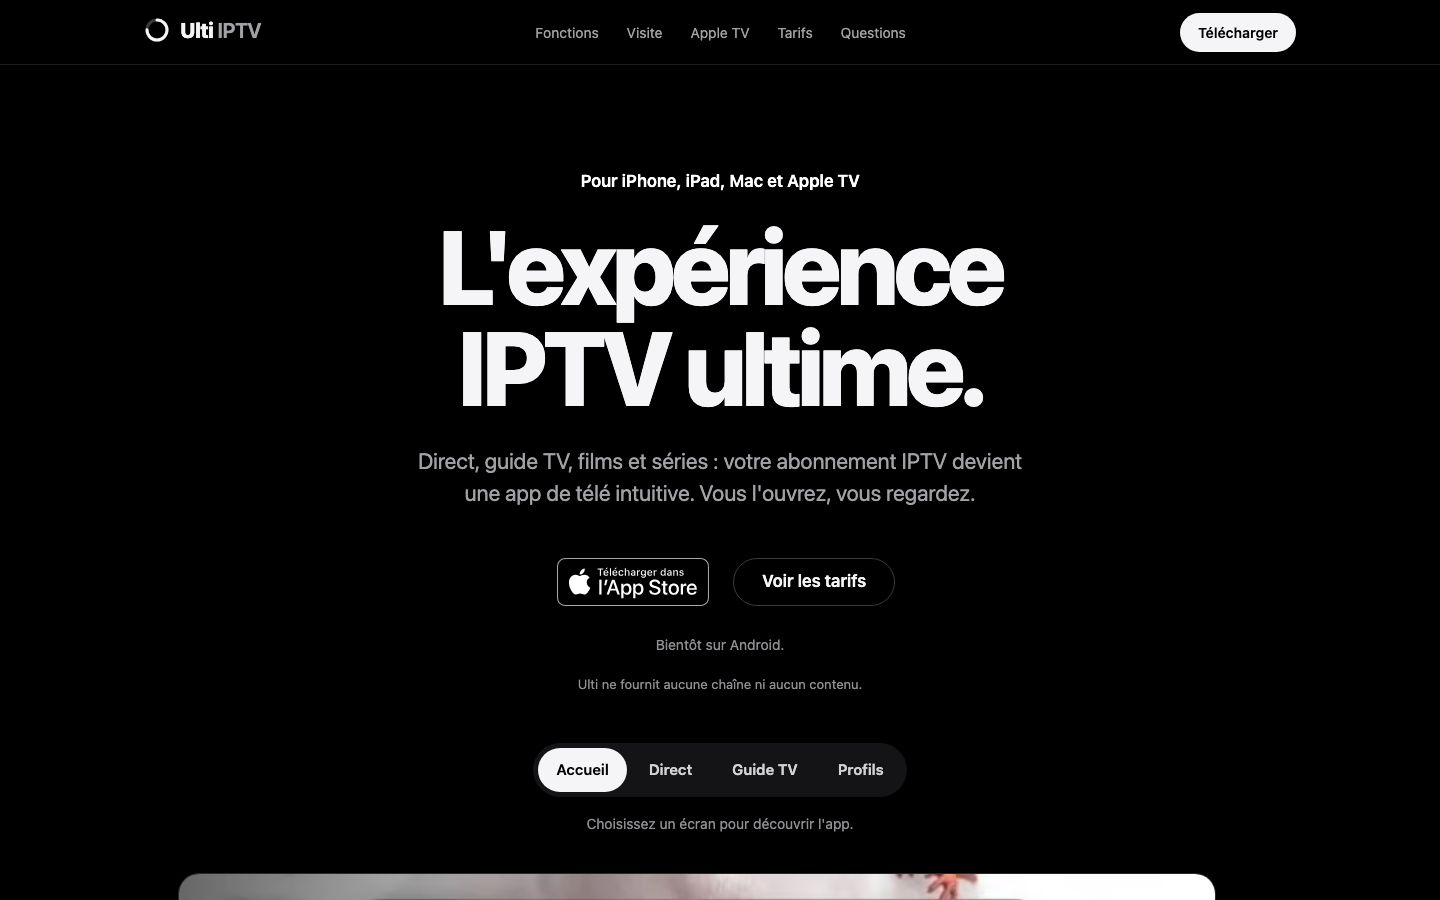 Ulti IPTV
Fonctions
Visite
Apple TV
Tarifs
Questions
Télécharger
Pour iPhone, iPad, Mac et Apple TV
L'expérience
IPTV ultime.
Direct, guide TV, films et séries : votre abonnement IPTV devient
une app de télé intuitive. Vous l'ouvrez, vous regardez.
Télécharger dans
l’App Store
Voir les tarifs
Bientôt sur Android.
Ulti ne fournit aucune chaîne ni aucun contenu.
Accueil
Direct
Guide TV
Profils
Choisissez un écran pour découvrir l'app.